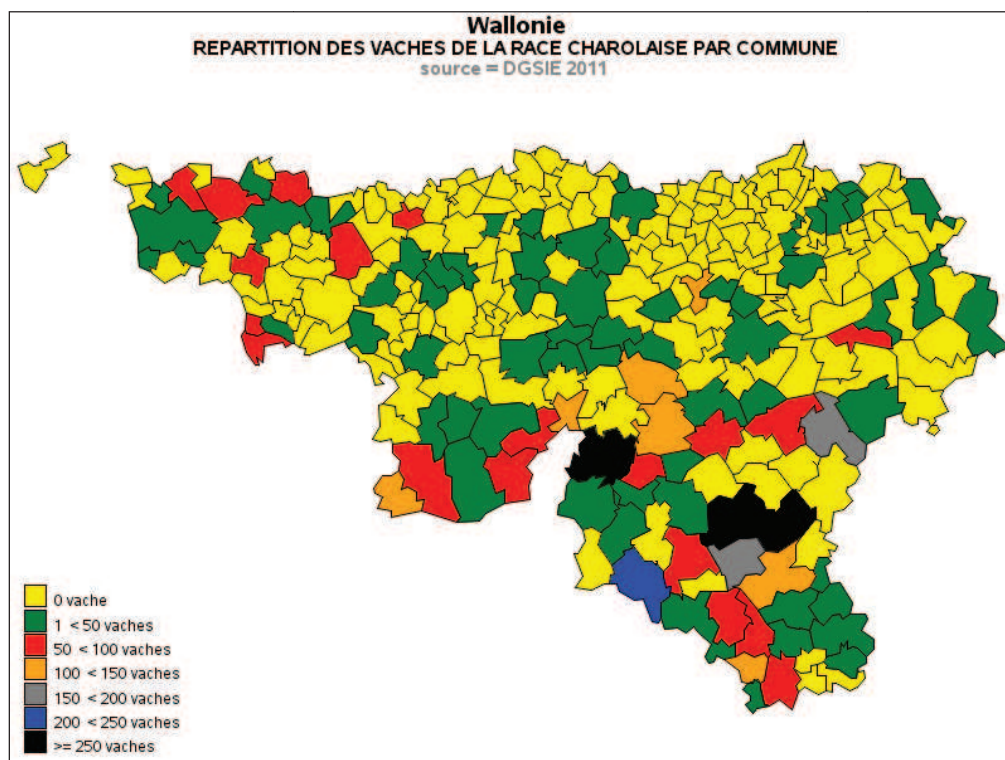 Wallonie
REPARTITION DES VACHES DE LA RACE CHAROLAISE PAR COMMUNE
source = DGSIE 2011
0 vache
1 < 50 vaches
50 < 100 vaches
100 < 150 vaches
150 < 200 vaches
200 < 250 vaches
>= 250 vaches